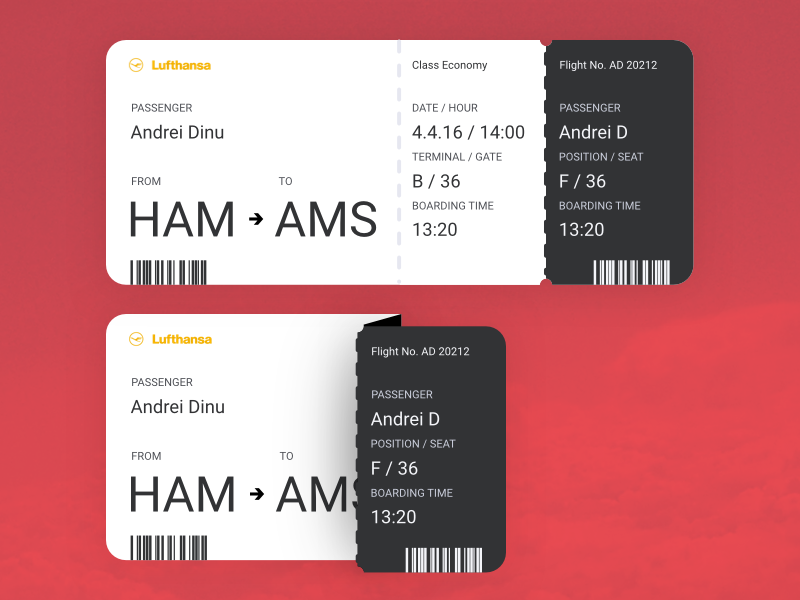 Lufthansa
PASSENGER
Andrei Dinu
FROM TO
HAM ➔ AMS
Class Economy
DATE / HOUR
4.4.16 / 14:00
TERMINAL / GATE
B / 36
BOARDING TIME
13:20
Flight No. AD 20212
PASSENGER
Andrei D
POSITION / SEAT
F / 36
BOARDING TIME
13:20
Lufthansa
PASSENGER
Andrei Dinu
FROM TO
HAM ➔ AMS
Flight No. AD 20212
PASSENGER
Andrei D
POSITION / SEAT
F / 36
BOARDING TIME
13:20